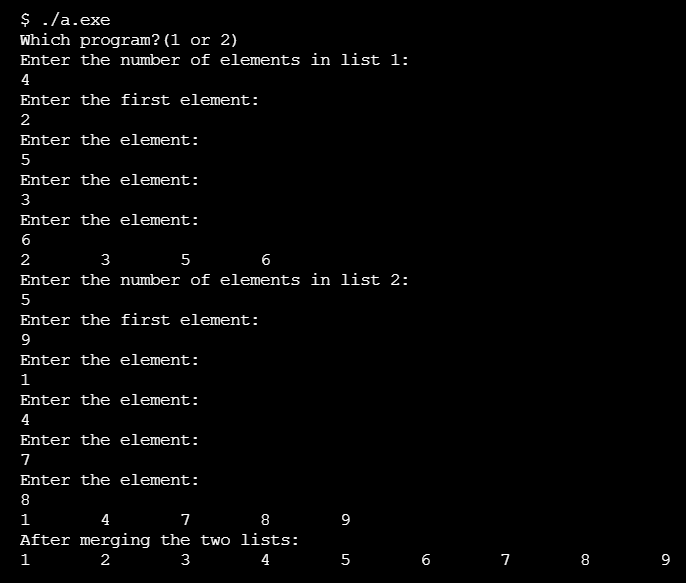 $ ./a.exe
Which program?(1 or 2)
Enter the number of elements in list 1:
4
Enter the first element:
2
Enter the element:
5
Enter the element:
3
Enter the element:
6
2 3 5 6
Enter the number of elements in list 2:
5
Enter the first element:
9
Enter the element:
1
Enter the element:
4
Enter the element:
7
Enter the element:
8
1 4 7 8 9
After merging the two lists:
1 2 3 4 5 6 7 8 9